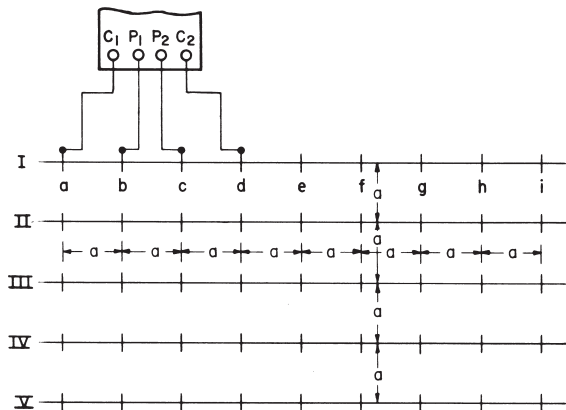 C1 P1 P2 C2
I
a b c d e f g h i
a
II
a
a a a a a a a a
III
a
IV
a
V